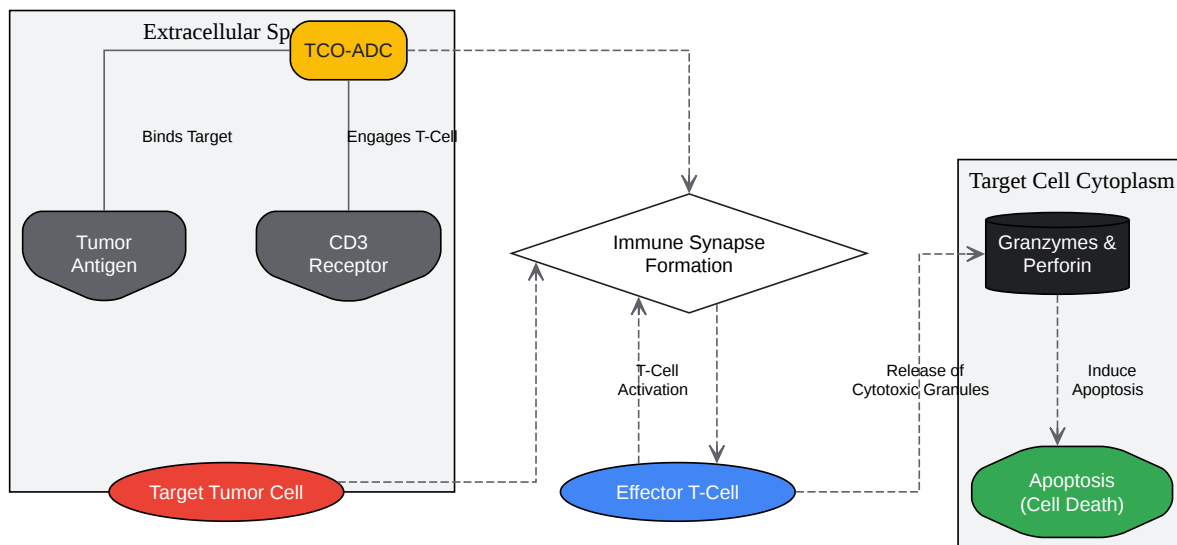 Extracellular Sp
TCO-ADC
Binds Target
Engages T-Cell
Tumor
Antigen
CD3
Receptor
Immune Synapse
Formation
Target Cell Cytoplasm
Granzymes &
Perforin
T-Cell
Activation
Release of
Cytotoxic Granules
Induce
Apoptosis
Target Tumor Cell
Effector T-Cell
Apoptosis
(Cell Death)